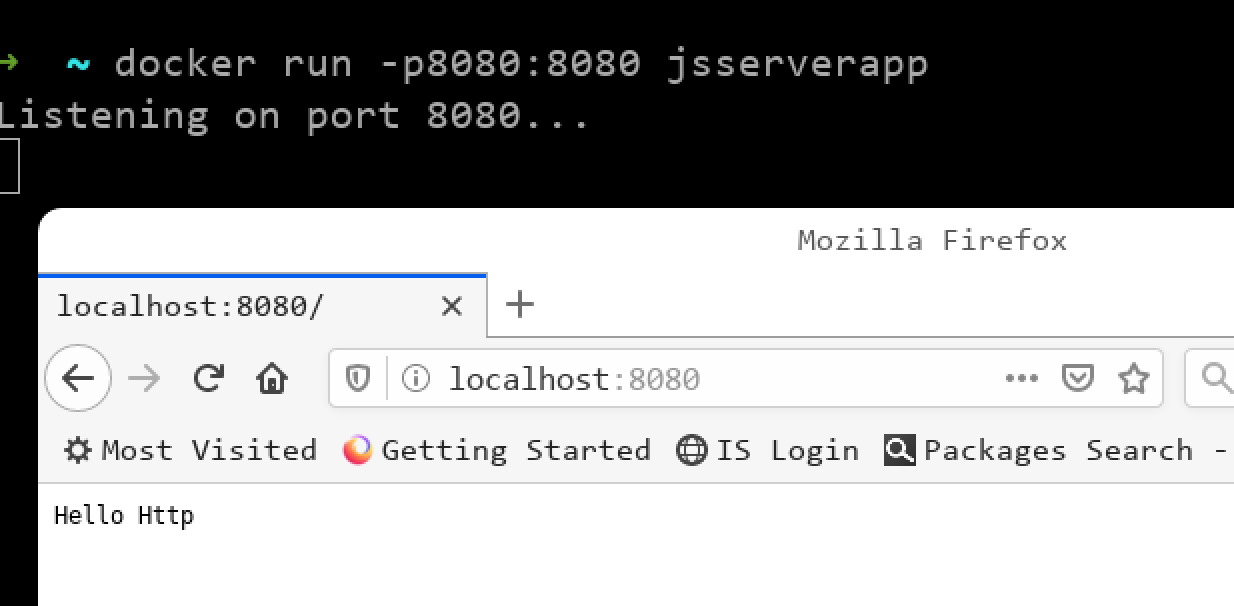 → ~ docker run -p8080:8080 jsserverapp
Listening on port 8080...
Mozilla Firefox
localhost:8080/
localhost:8080
Most Visited Getting Started IS Login Packages Search -
Hello Http